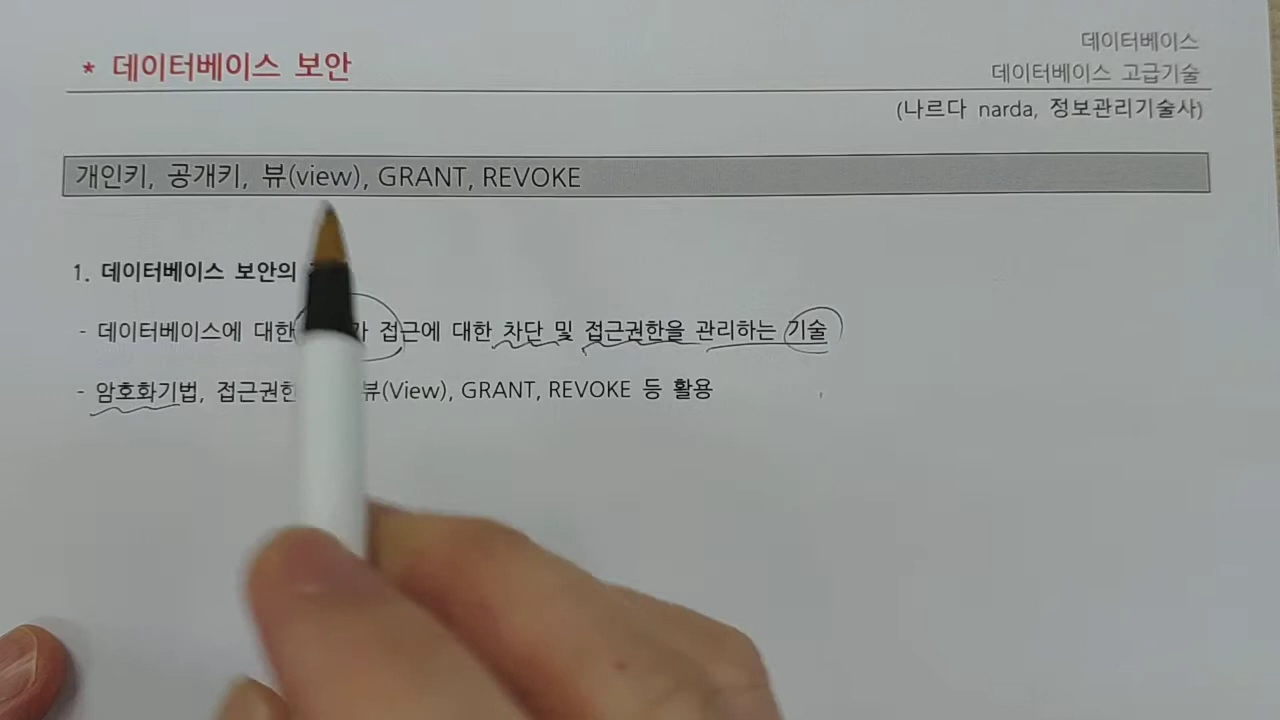 * 데이터베이스 보안
데이터베이스
데이터베이스 고급기술
(나르다 narda, 정보관리기술사)
개인키, 공개키, 뷰(view), GRANT, REVOKE
1. 데이터베이스 보안의
- 데이터베이스에 대한 접근에 대한 차단 및 접근권한을 관리하는 기술
- 암호화기법, 뷰(View), GRANT, REVOKE 등 활용